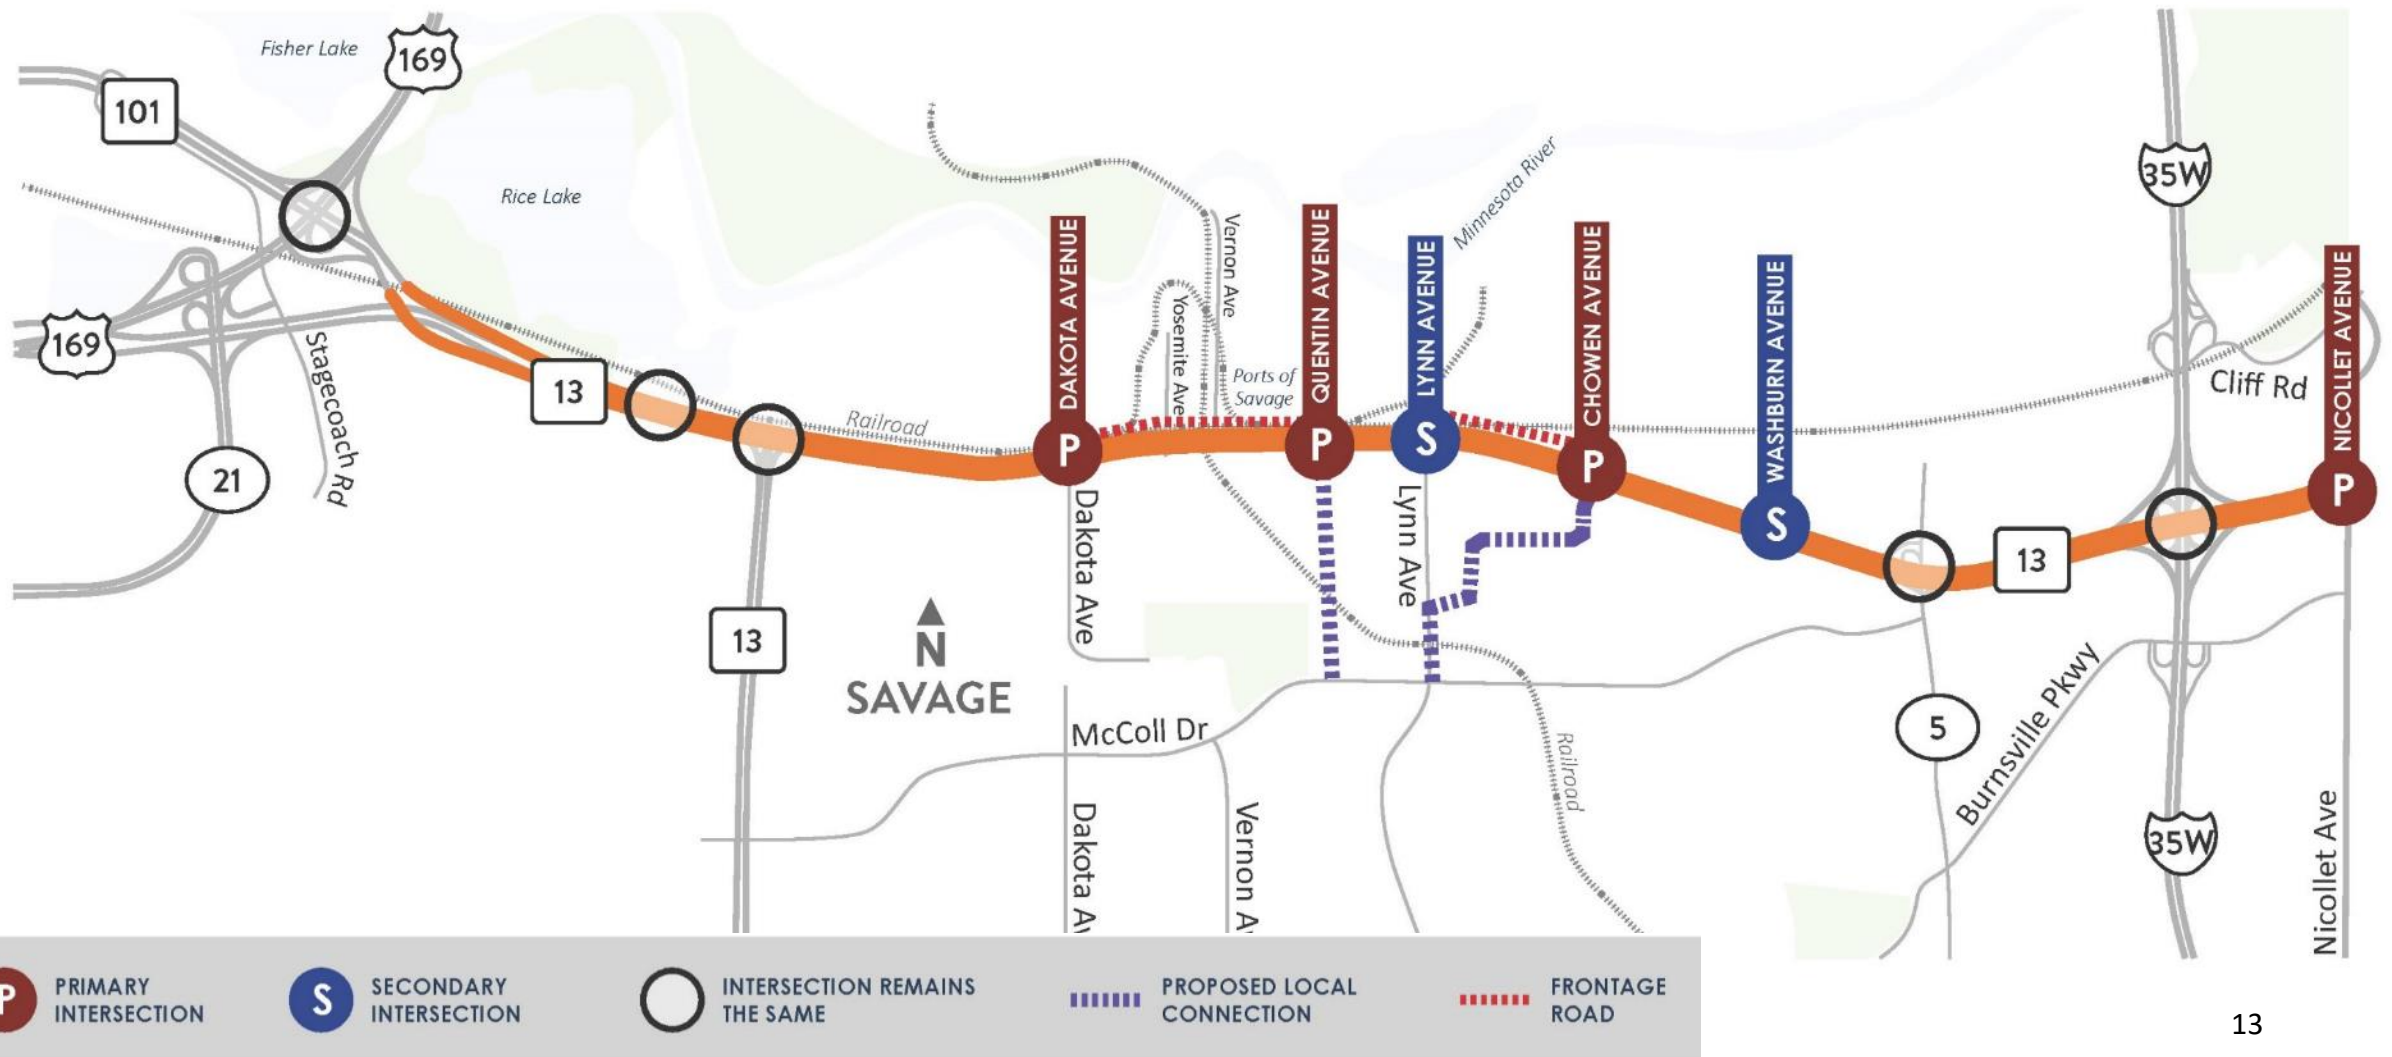 Fisher Lake
169
101
Rice Lake
35W
Minnesota River
DAKOTA AVENUE
Vernon Ave
QUENTIN AVENUE
LYNN AVENUE
CHOWEN AVENUE
WASHBURN AVENUE
NICOLLET AVENUE
Yosemite Ave
Ports of
Savage
169
Stagecoach Rd
13
Railroad
Cliff Rd
P
P
S
P
S
P
21
Dakota Ave
Lynn Ave
13
13
N
SAVAGE
McColl Dr
5
Burnsville Pkwy
Railroad
35W
Dakota Av
Vernon A
Nicollet Ave
P
PRIMARY
INTERSECTION
S
SECONDARY
INTERSECTION
INTERSECTION REMAINS
THE SAME
PROPOSED LOCAL
CONNECTION
FRONTAGE
ROAD
13